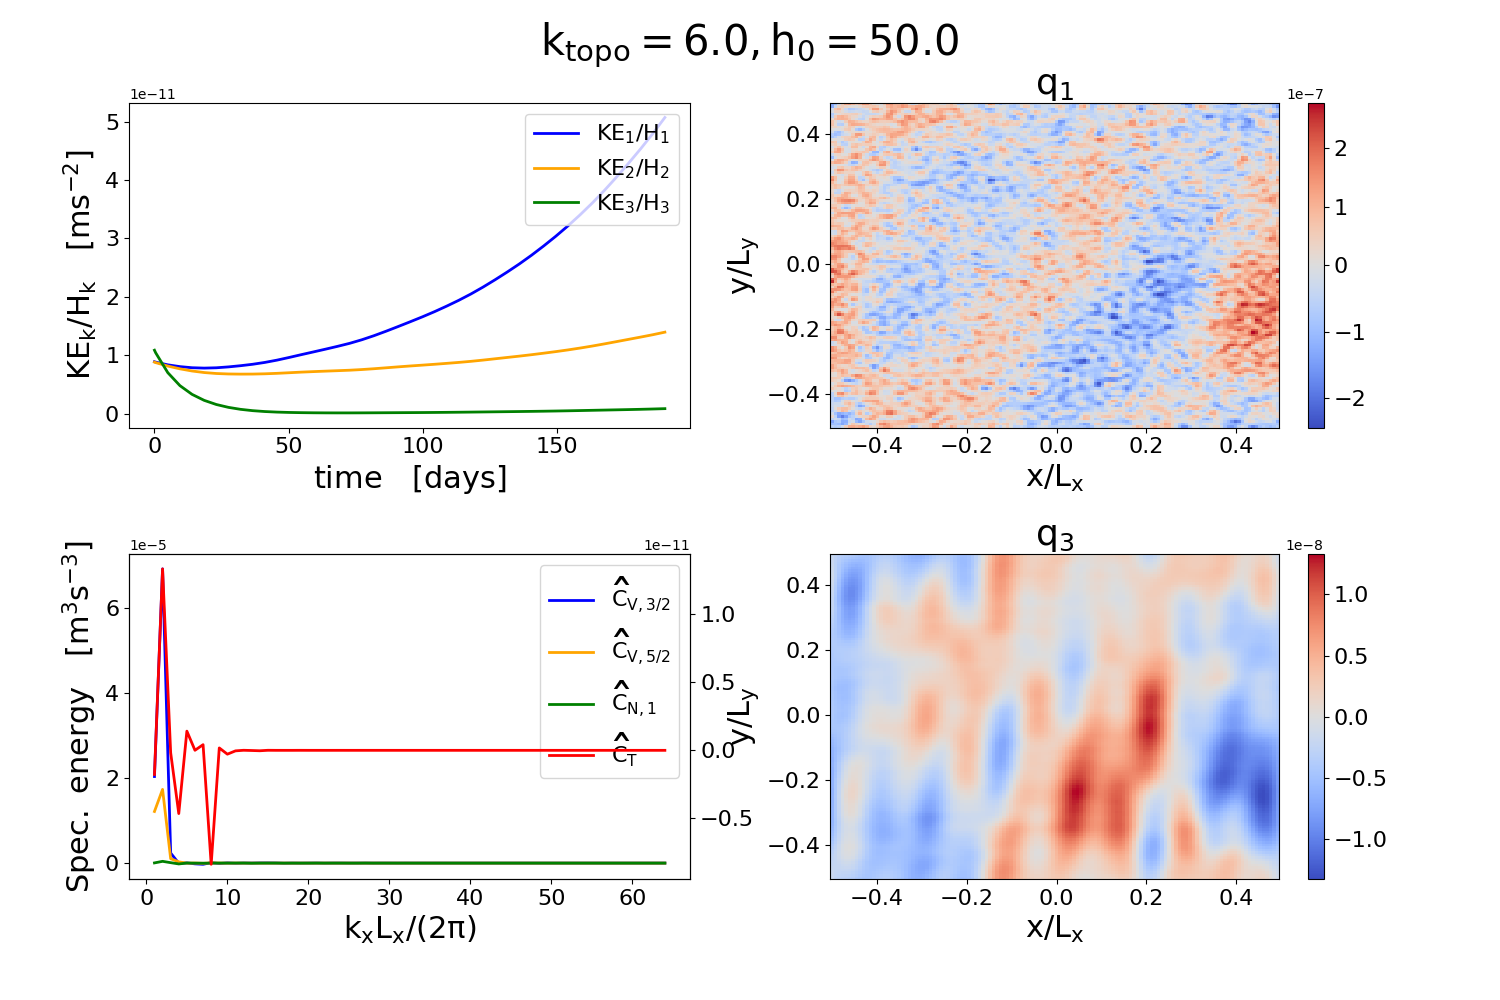 k_topo = 6.0, h_0 = 50.0
1e−11
KE_k/H_k [ms^−2]
5
4
3
2
1
0
KE_1/H_1
KE_2/H_2
KE_3/H_3
0 50 100 150
time [days]
q_1
1e−7
y/L_y
0.4
0.2
0.0
−0.2
−0.4
−0.4 −0.2 0.0 0.2 0.4
x/L_x
2
1
0
−1
−2
1e−5
1e−11
Spec. energy [m^3s^−3]
6
4
2
0
Ĉ_V,3/2
Ĉ_V,5/2
Ĉ_N,1
Ĉ_T
1.0
0.5
0.0
−0.5
0 10 20 30 40 50 60
k_xL_x/(2π)
q_3
1e−8
y/L_y
0.4
0.2
0.0
−0.2
−0.4
−0.4 −0.2 0.0 0.2 0.4
x/L_x
1.0
0.5
0.0
−0.5
−1.0